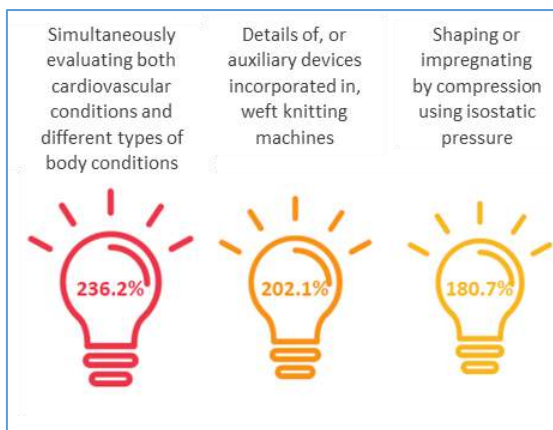 Simultaneously
evaluating both
cardiovascular
conditions and
different types of
body conditions
Details of, or
auxiliary devices
incorporated in,
weft knitting
machines
Shaping or
impregnating
by compression
using isostatic
pressure
236.2%
202.1%
180.7%